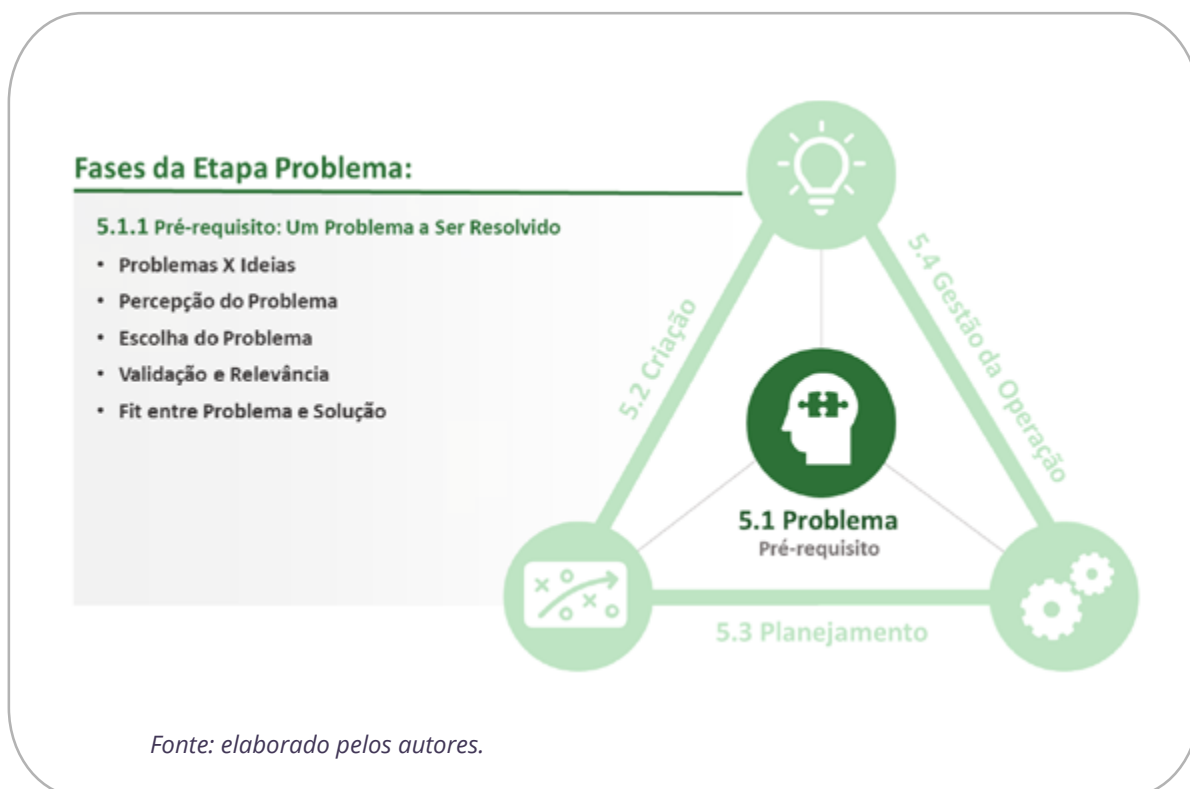 Fases da Etapa Problema:
5.1.1 Pré-requisito: Um Problema a Ser Resolvido
• Problemas X Ideias
• Percepção do Problema
• Escolha do Problema
• Validação e Relevância
• Fit entre Problema e Solução
5.2 Criação
5.4 Gestão da Operação
5.1 Problema
Pré-requisito
5.3 Planejamento
Fonte: elaborado pelos autores.